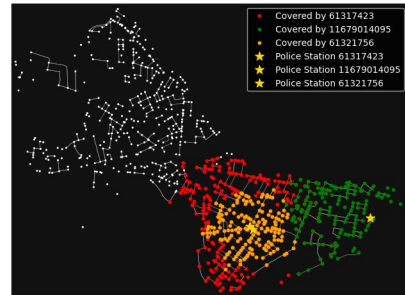 Covered by 61317423
Covered by 11679014095
Covered by 61321756
Police Station 61317423
Police Station 11679014095
Police Station 61321756